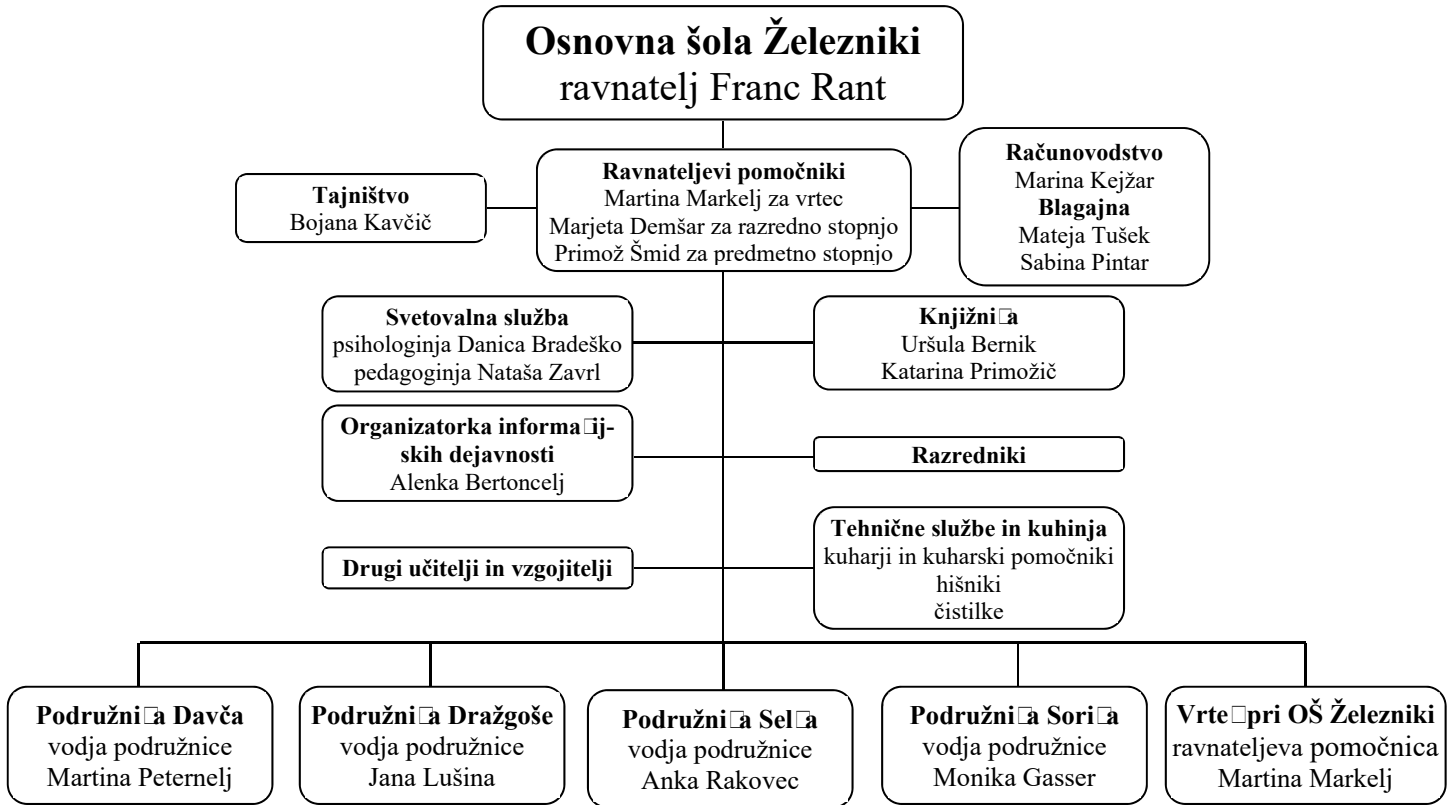 Osnovna šola Železniki
ravnatelj Franc Rant
Tajništvo
Bojana Kavčič
Ravnateljevi pomočniki
Martina Markelj za vrtec
Marjeta Demšar za razredno stopnjo
Primož Šmid za predmetno stopnjo
Računovodstvo
Marina Kejžar
Blagajna
Mateja Tušek
Sabina Pintar
Svetovalna služba
psihologinja Danica Bradeško
pedagoginja Nataša Zavrl
Knjižni□a
Uršula Bernik
Katarina Primožič
Organizatorka informa□ij-
skih dejavnosti
Alenka Bertoncelj
Razredniki
Drugi učitelji in vzgojitelji
Tehnične službe in kuhinja
kuharji in kuharski pomočniki
hišniki
čistilke
Podružni□a Davča
vodja podružnice
Martina Peternelj
Podružni□a Dražgoše
vodja podružnice
Jana Lušina
Podružni□a Sel□a
vodja podružnice
Anka Rakovec
Podružni□a Sori□a
vodja podružnice
Monika Gasser
Vrte□ pri OŠ Železniki
ravnateljeva pomočnica
Martina Markelj